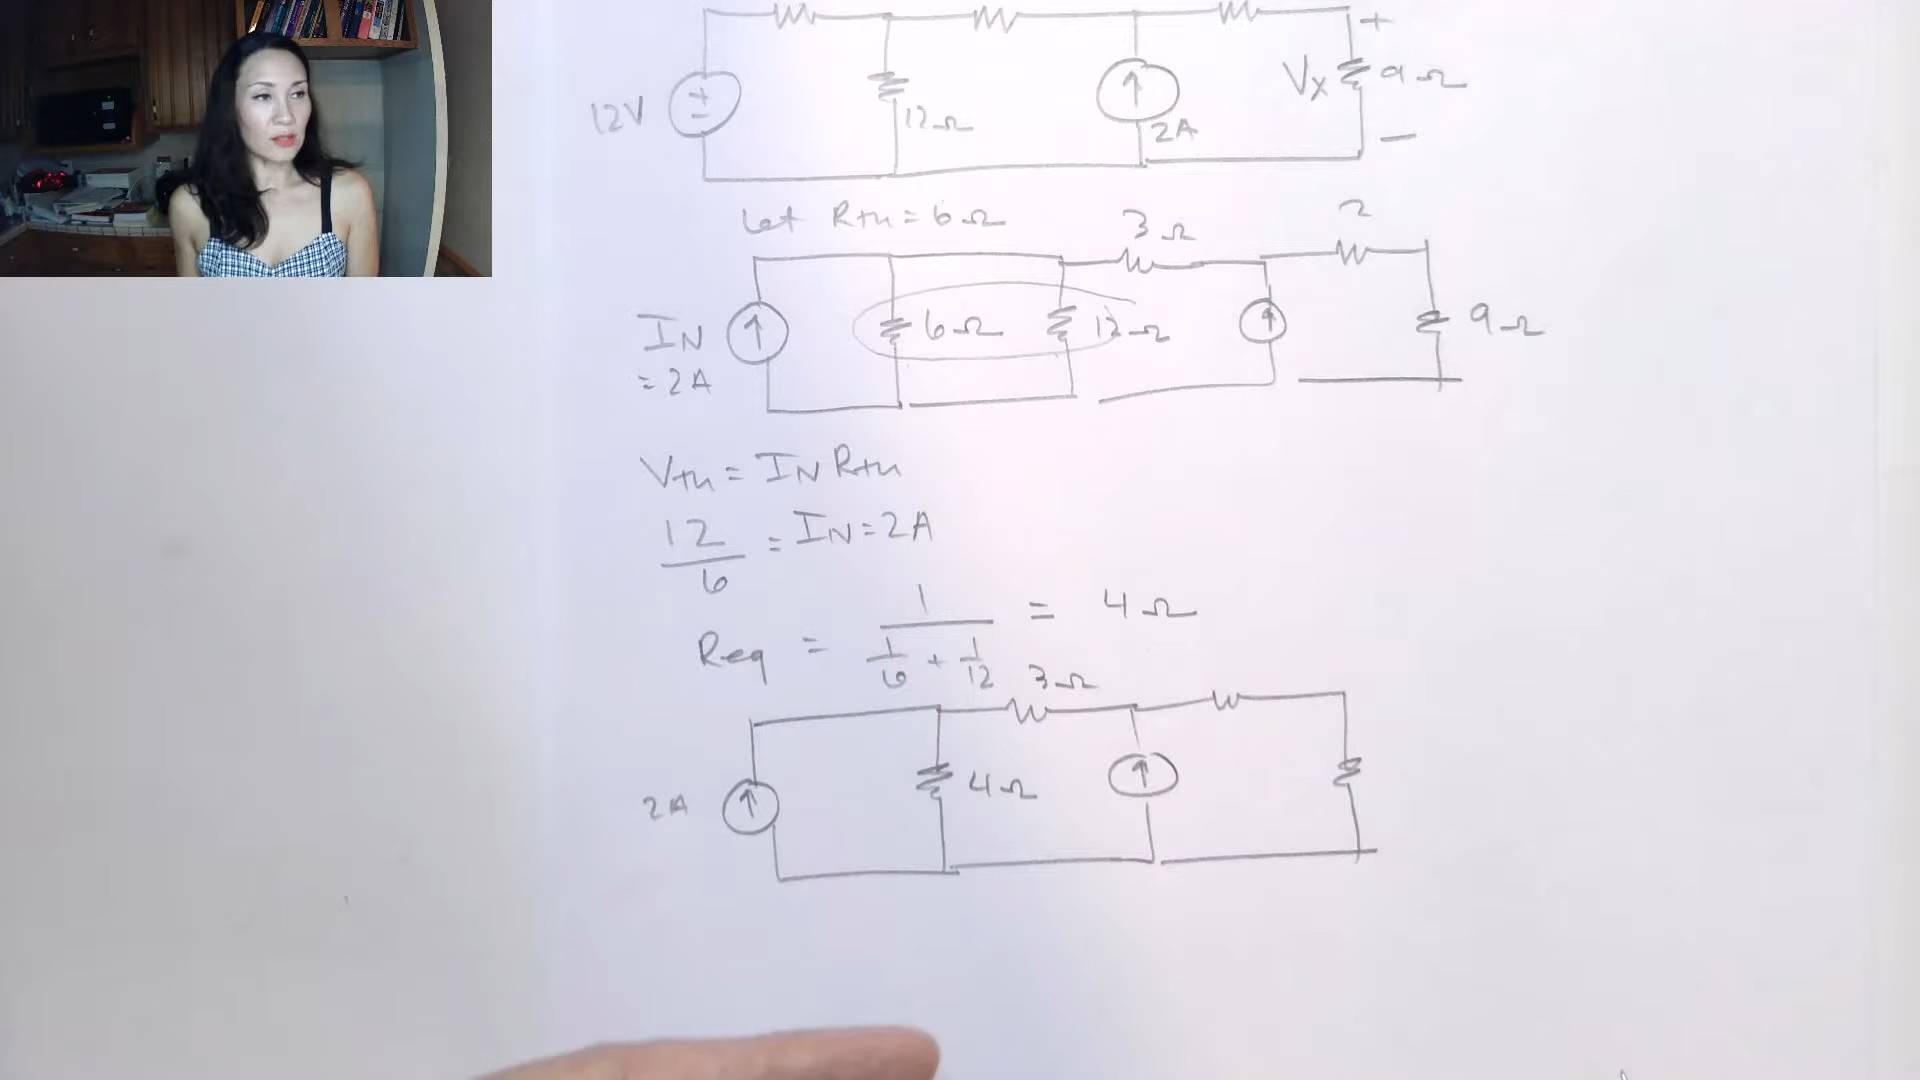 12V
12Ω
2A
Vx
9Ω
+
−
Let Rth = 6Ω
3Ω
2
IN
= 2A
6Ω
12Ω
9Ω
Vth = IN Rth
12/6 = IN = 2A
Req = 1/(1/6 + 1/12) = 4Ω
3Ω
2A
4Ω